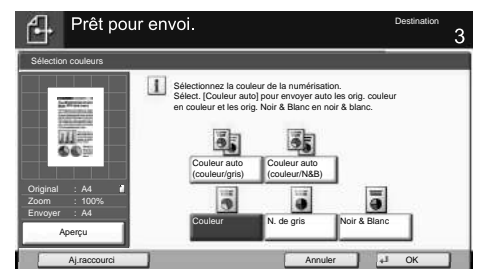 Prêt pour envoi.
Destination
3
Sélection couleurs
Sélectionnez la couleur de la numérisation.
Sélect. [Couleur auto] pour envoyer auto les orig. couleur
en couleur et les orig. Noir & Blanc en noir & blanc.
Couleur auto
(couleur/gris)
Couleur auto
(couleur/N&B)
Original : A4
Zoom : 100%
Envoyer : A4
Couleur
N. de gris
Noir & Blanc
Aperçu
Aj.raccourci
Annuler
OK